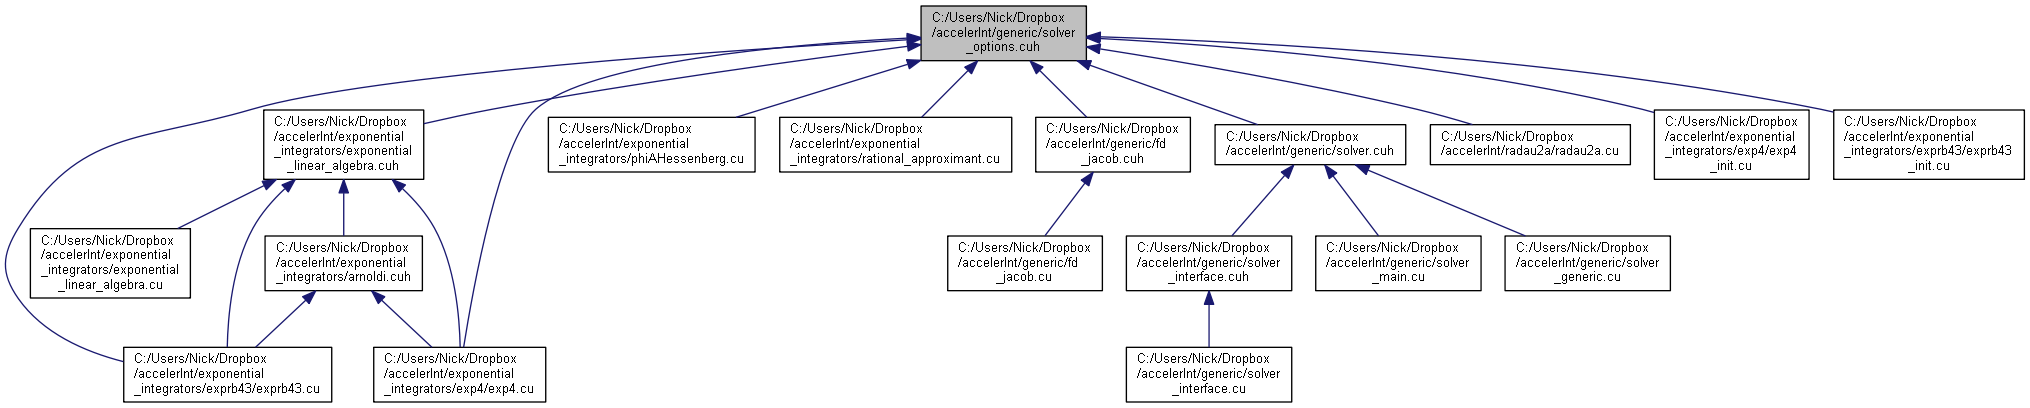 C:/Users/Nick/Dropbox
/accelerInt/generic/solver
_options.cuh
C:/Users/Nick/Dropbox
/accelerInt/exponential
_integrators/exponential
_linear_algebra.cuh
C:/Users/Nick/Dropbox
/accelerInt/exponential
_integrators/phiAHessenberg.cu
C:/Users/Nick/Dropbox
/accelerInt/exponential
_integrators/rational_approximant.cu
C:/Users/Nick/Dropbox
/accelerInt/generic/fd
_jacob.cuh
C:/Users/Nick/Dropbox
/accelerInt/generic/solver.cuh
C:/Users/Nick/Dropbox
/accelerInt/radau2a/radau2a.cu
C:/Users/Nick/Dropbox
/accelerInt/exponential
_integrators/exp4/exp4
_init.cu
C:/Users/Nick/Dropbox
/accelerInt/exponential
_integrators/exprb43/exprb43
_init.cu
C:/Users/Nick/Dropbox
/accelerInt/exponential
_integrators/exponential
_linear_algebra.cu
C:/Users/Nick/Dropbox
/accelerInt/exponential
_integrators/arnoldi.cuh
C:/Users/Nick/Dropbox
/accelerInt/generic/fd
_jacob.cu
C:/Users/Nick/Dropbox
/accelerInt/generic/solver
_interface.cuh
C:/Users/Nick/Dropbox
/accelerInt/generic/solver
_main.cu
C:/Users/Nick/Dropbox
/accelerInt/generic/solver
_generic.cu
C:/Users/Nick/Dropbox
/accelerInt/exponential
_integrators/exprb43/exprb43.cu
C:/Users/Nick/Dropbox
/accelerInt/exponential
_integrators/exp4/exp4.cu
C:/Users/Nick/Dropbox
/accelerInt/generic/solver
_interface.cu